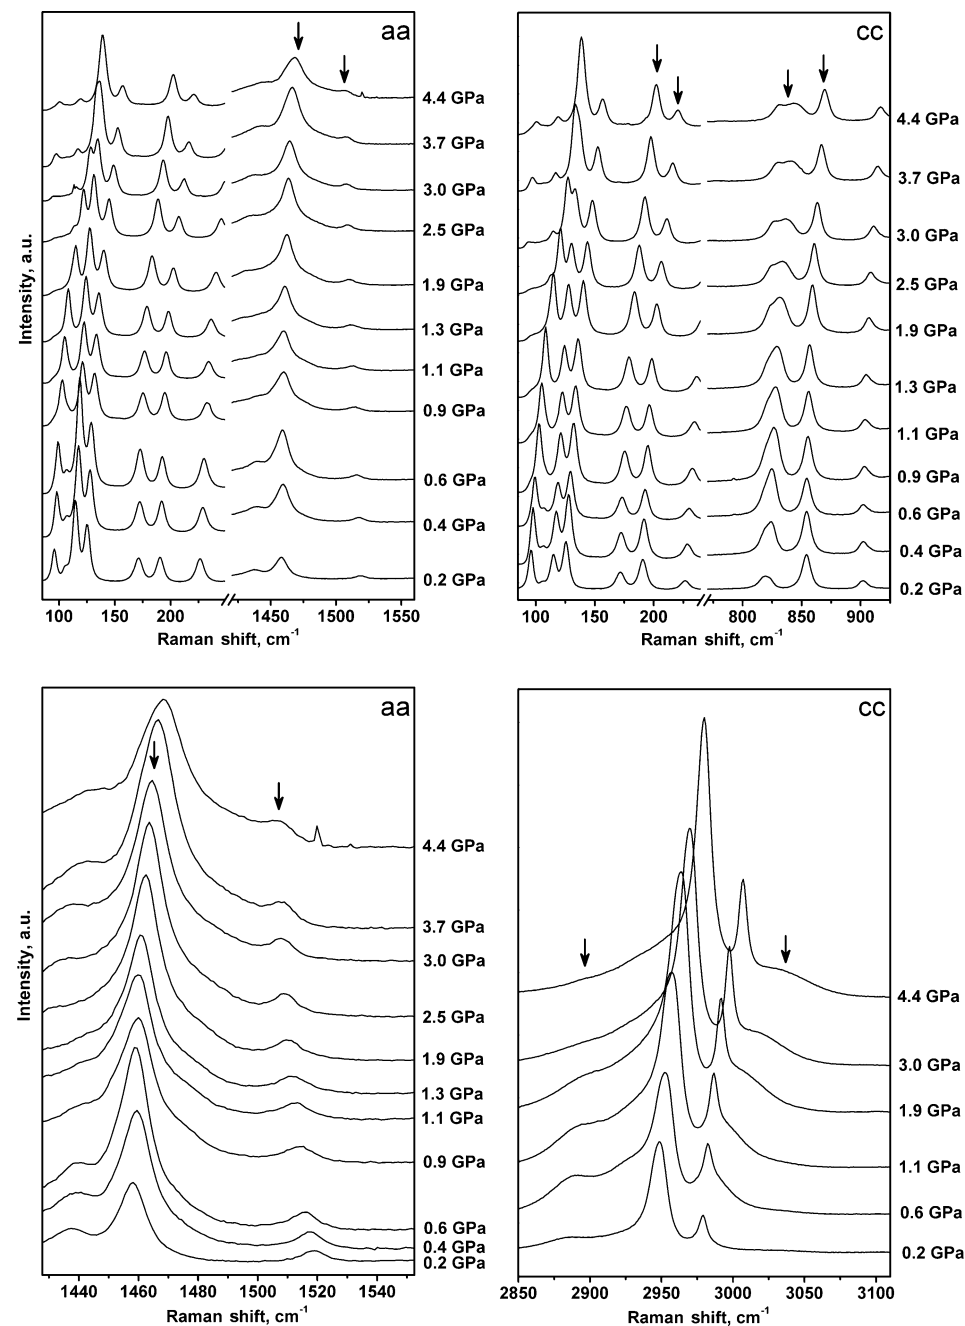 aa
4.4 GPa
3.7 GPa
3.0 GPa
2.5 GPa
1.9 GPa
1.3 GPa
1.1 GPa
0.9 GPa
0.6 GPa
0.4 GPa
0.2 GPa
Intensity, a.u.
100 150 200 1450 1500 1550
Raman shift, cm-1
cc
4.4 GPa
3.7 GPa
3.0 GPa
2.5 GPa
1.9 GPa
1.3 GPa
1.1 GPa
0.9 GPa
0.6 GPa
0.4 GPa
0.2 GPa
100 150 200 800 850 900
Raman shift, cm-1
aa
4.4 GPa
3.7 GPa
3.0 GPa
2.5 GPa
1.9 GPa
1.3 GPa
1.1 GPa
0.9 GPa
0.6 GPa
0.4 GPa
0.2 GPa
Intensity, a.u.
1440 1460 1480 1500 1520 1540
Raman shift, cm-1
cc
4.4 GPa
3.0 GPa
1.9 GPa
1.1 GPa
0.6 GPa
0.2 GPa
2850 2900 2950 3000 3050 3100
Raman shift, cm-1